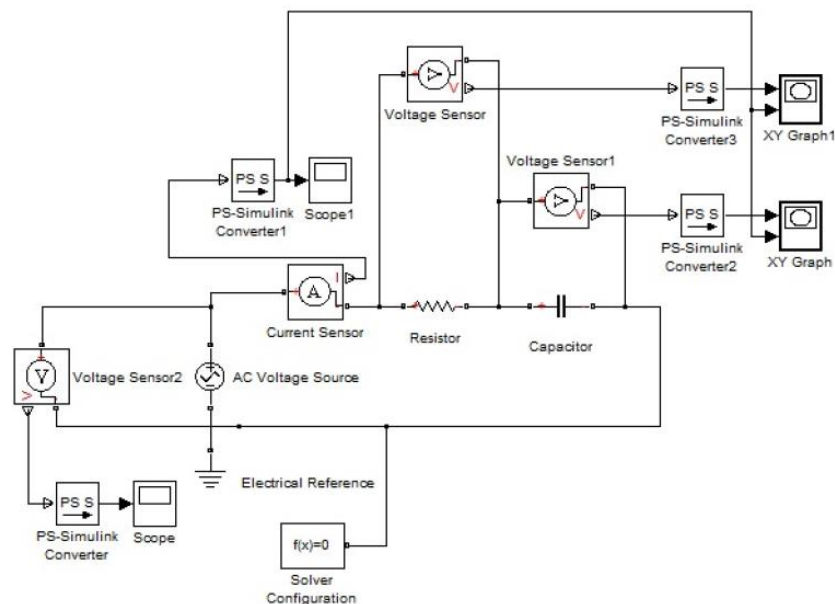 PS S
XY Graph1
Voltage Sensor
V
PS-Simulink
Converter3
Voltage Sensor1
PS S
Scope1
PS-Simulink
Converter1
V
PS S
XY Graph
PS-Simulink
Converter2
I
A
Current Sensor
Resistor
Capacitor
V
V
Voltage Sensor2
AC Voltage Source
Electrical Reference
PS S
PS-Simulink
Converter
Scope
f(x)=0
Solver
Configuration